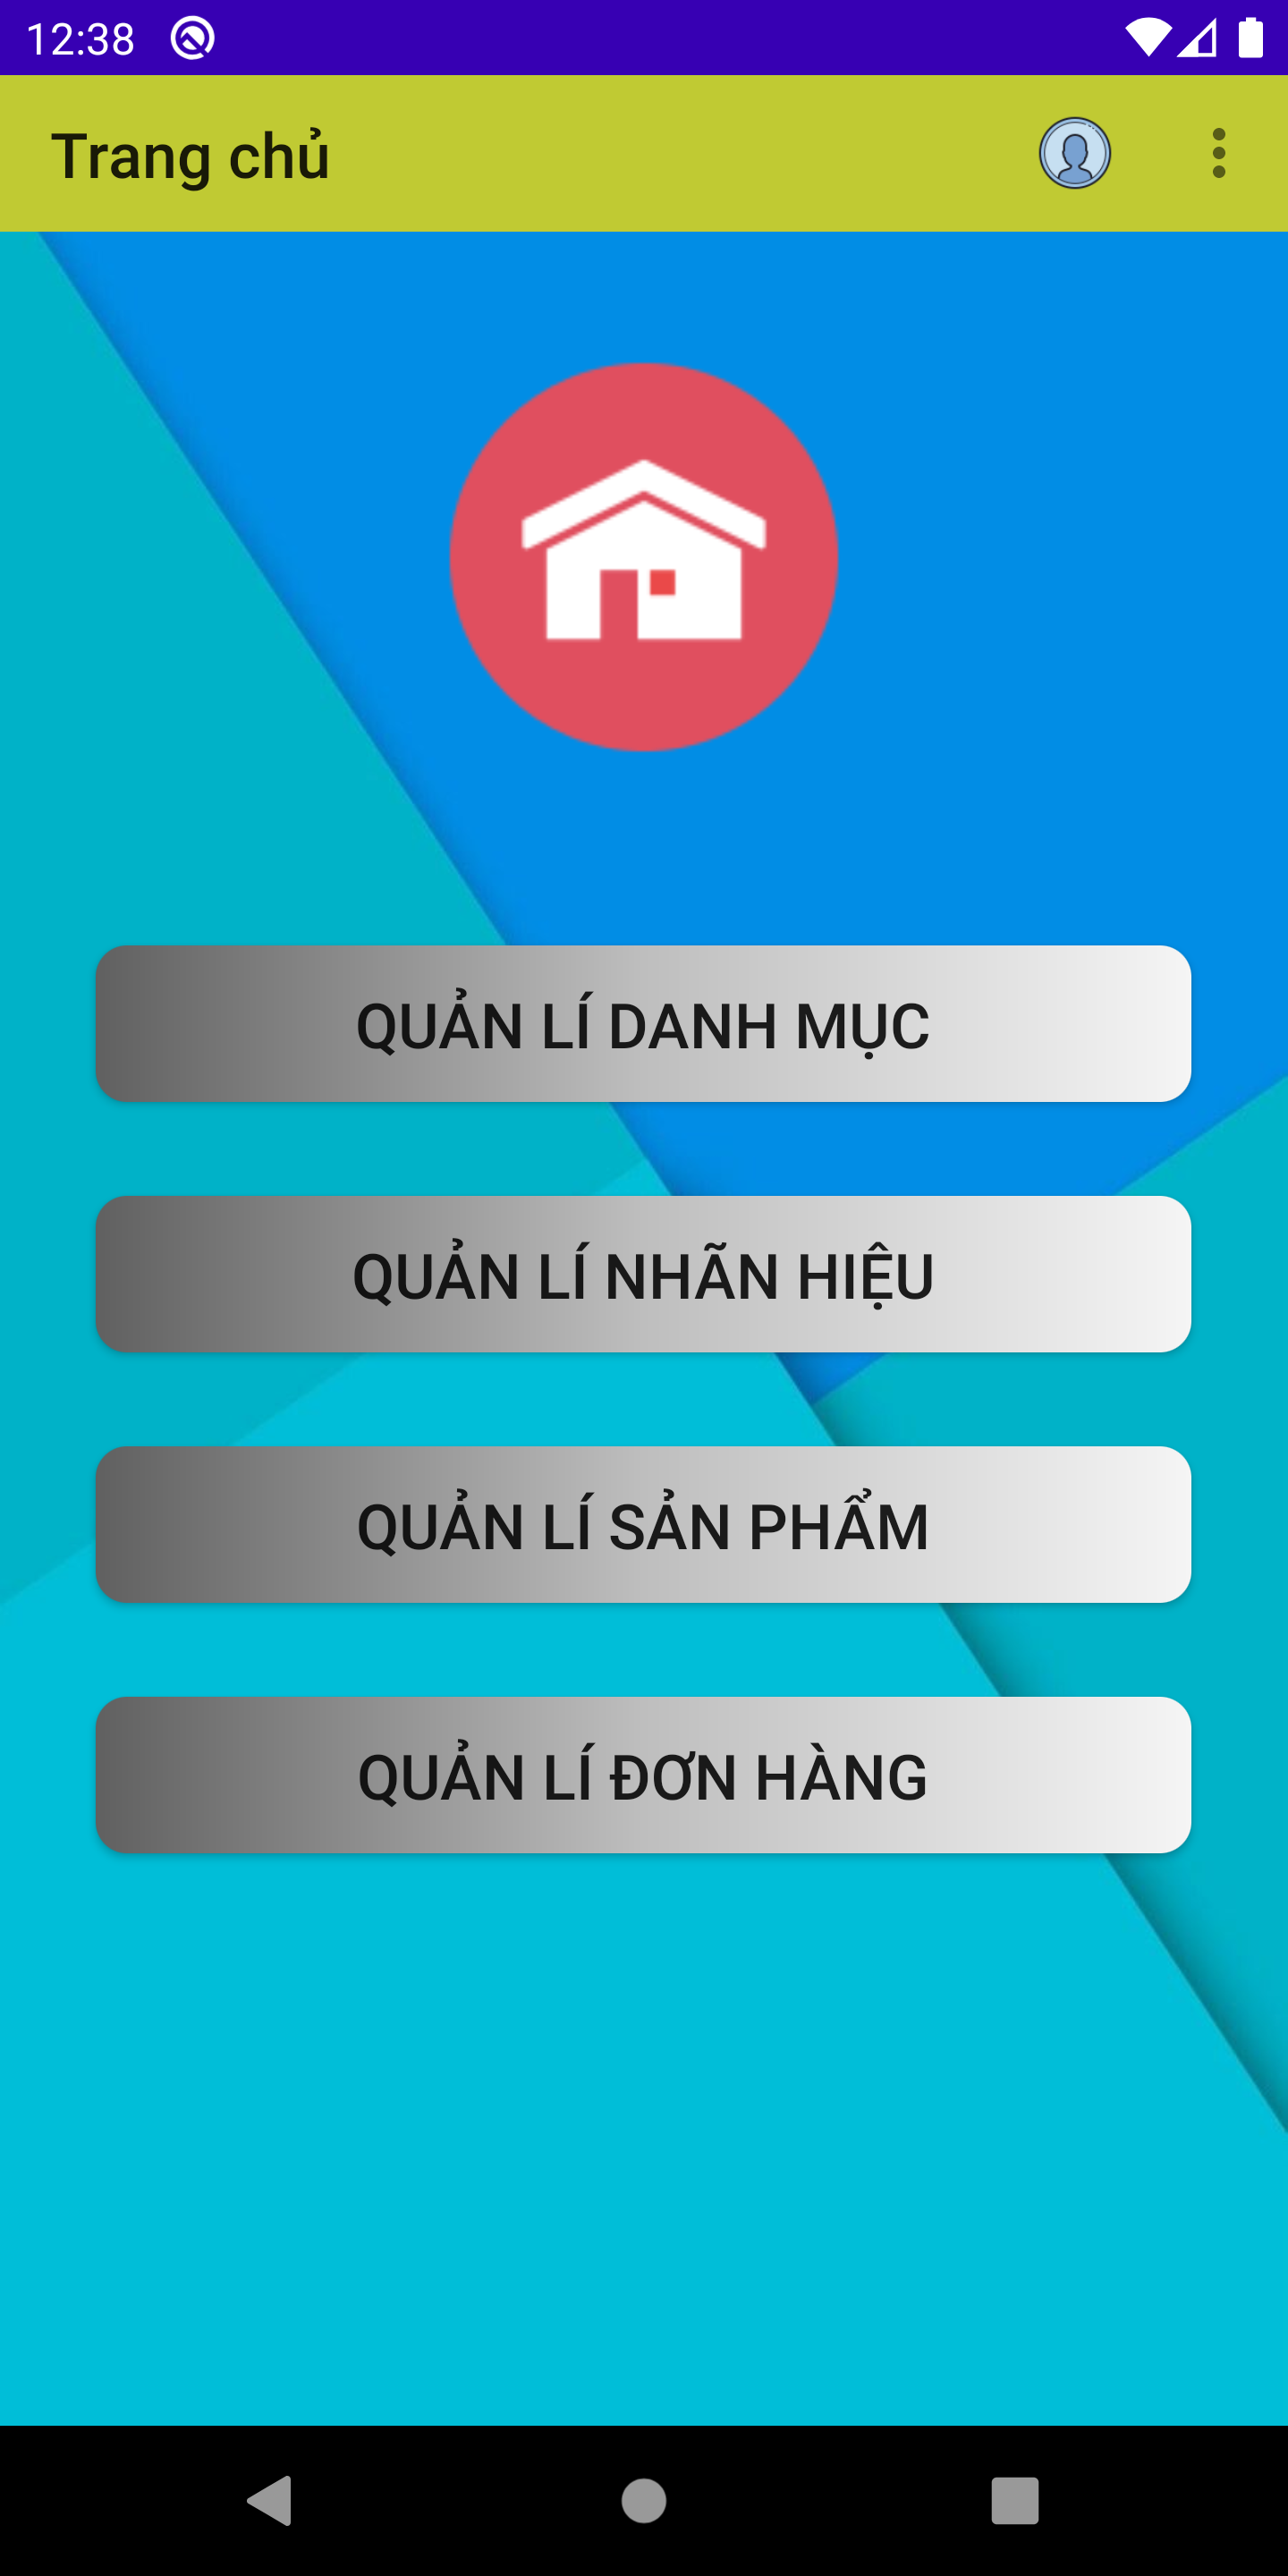 12:38
Trang chủ
QUẢN LÍ DANH MỤC
QUẢN LÍ NHÃN HIỆU
QUẢN LÍ SẢN PHẨM
QUẢN LÍ ĐƠN HÀNG